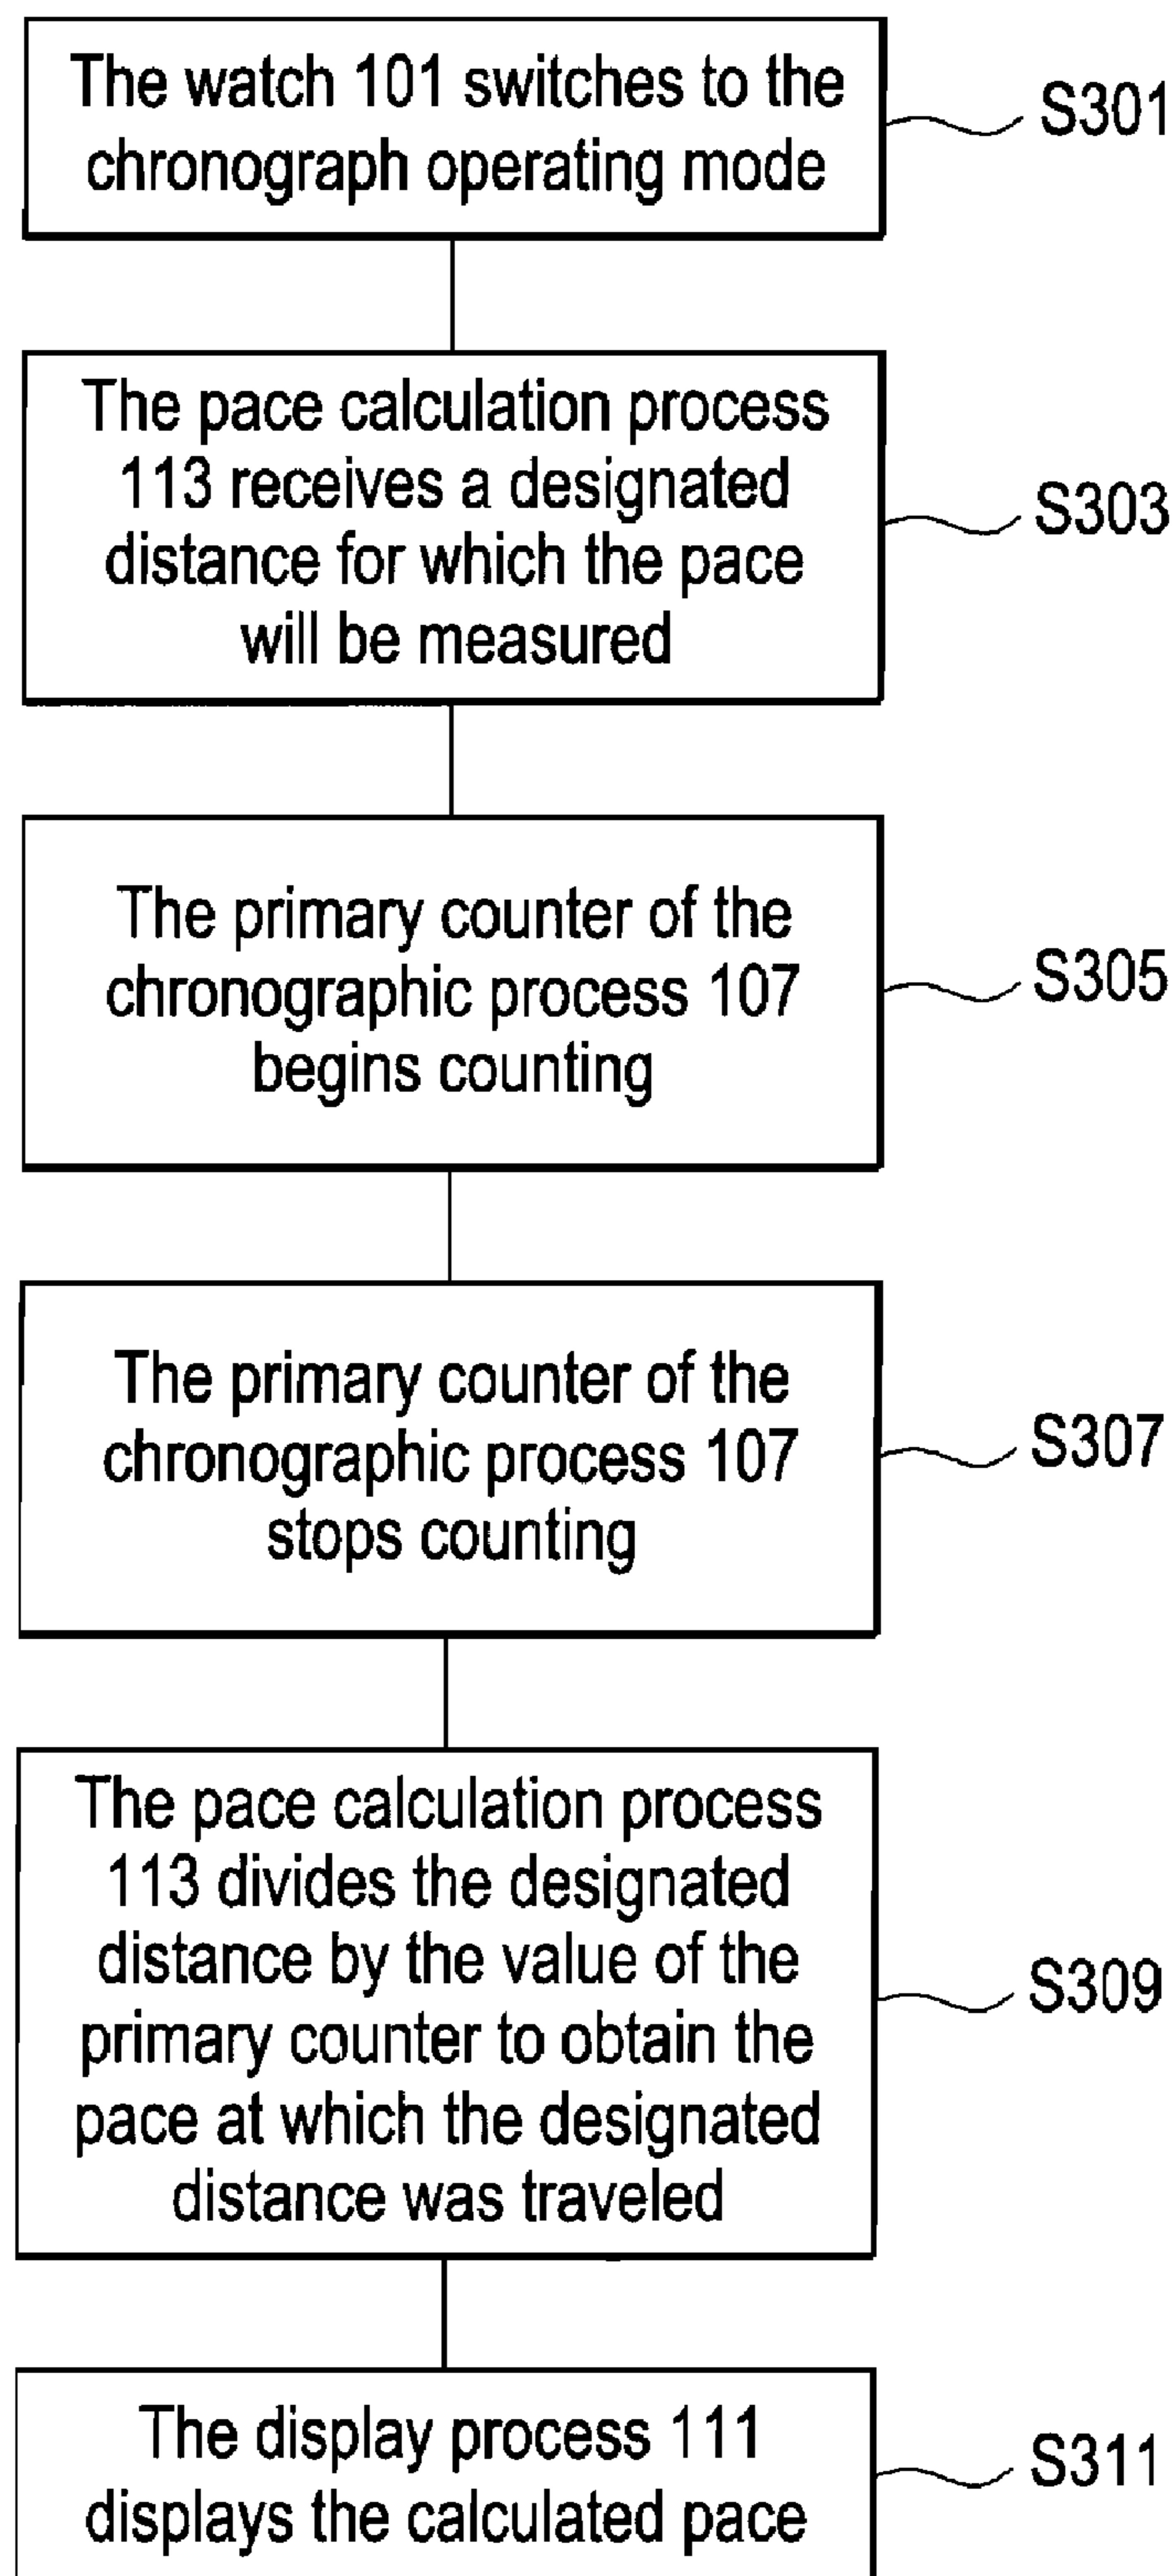 The watch 101 switches to the
chronograph operating mode
S301
The pace calculation process
113 receives a designated
distance for which the pace
will be measured
S303
The primary counter of the
chronographic process 107
begins counting
S305
The primary counter of the
chronographic process 107
stops counting
S307
The pace calculation process
113 divides the designated
distance by the value of the
primary counter to obtain the
pace at which the designated
distance was traveled
S309
The display process 111
displays the calculated pace
S311